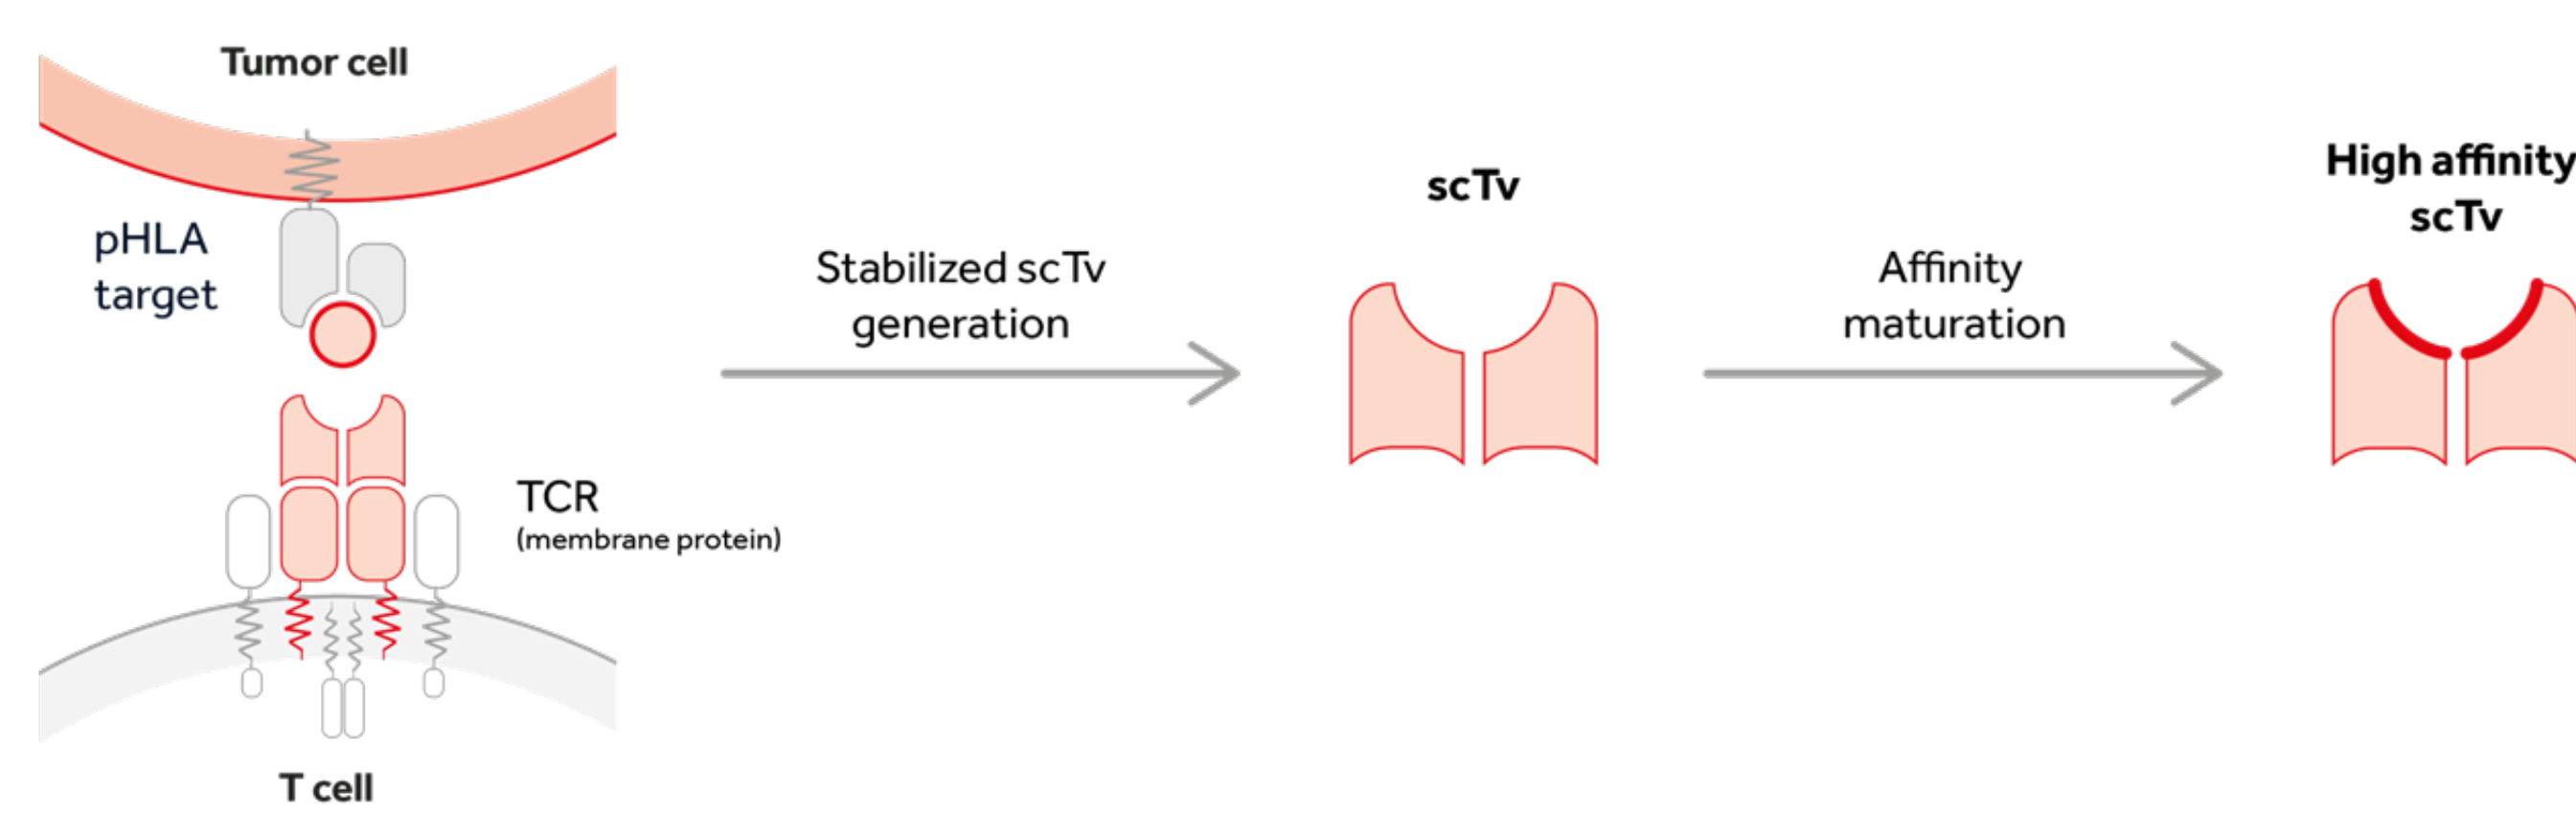 Tumor cell
pHLA
target
TCR
(membrane protein)
T cell
Stabilized scTv
generation
scTv
Affinity
maturation
High affinity
scTv